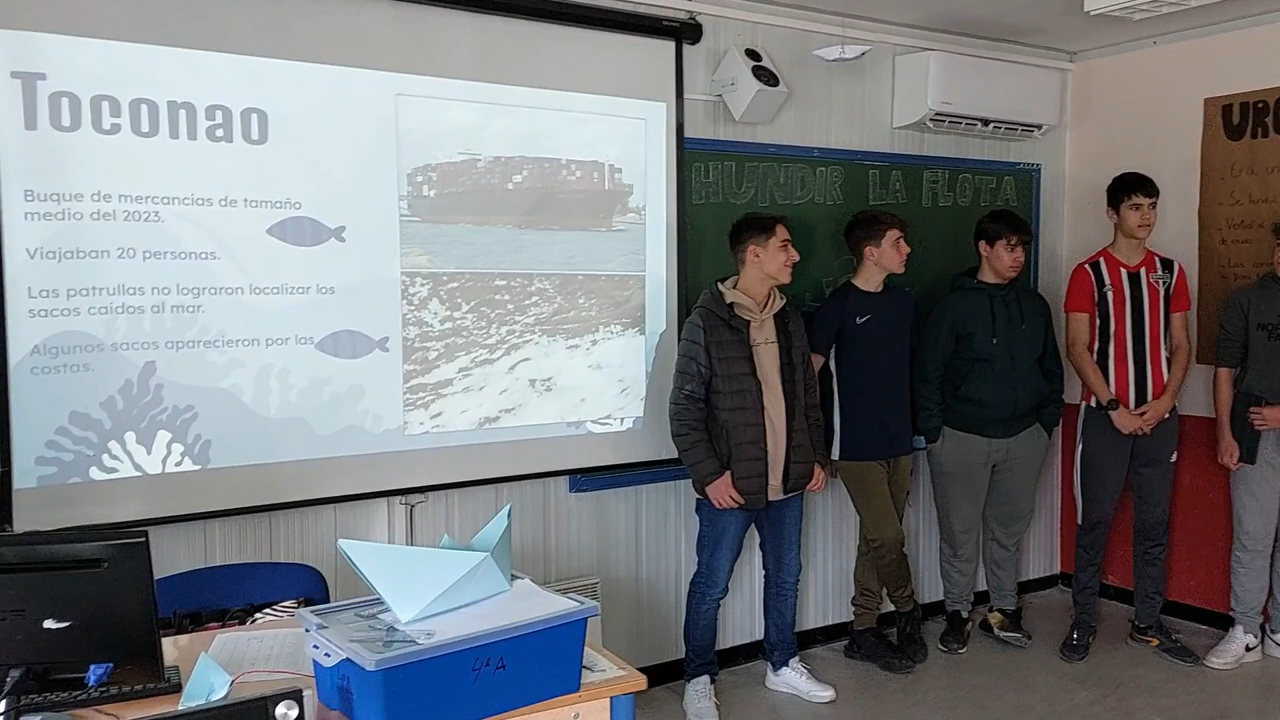 Toconao
Buque de mercancías de tamaño
medio del 2023.
Viajaban 20 personas.
Las patrullas no lograron localizar los
sacos caídos al mar.
Algunos sacos aparecieron por las
costas.
HUNDIR LA FLOTA
4ºA